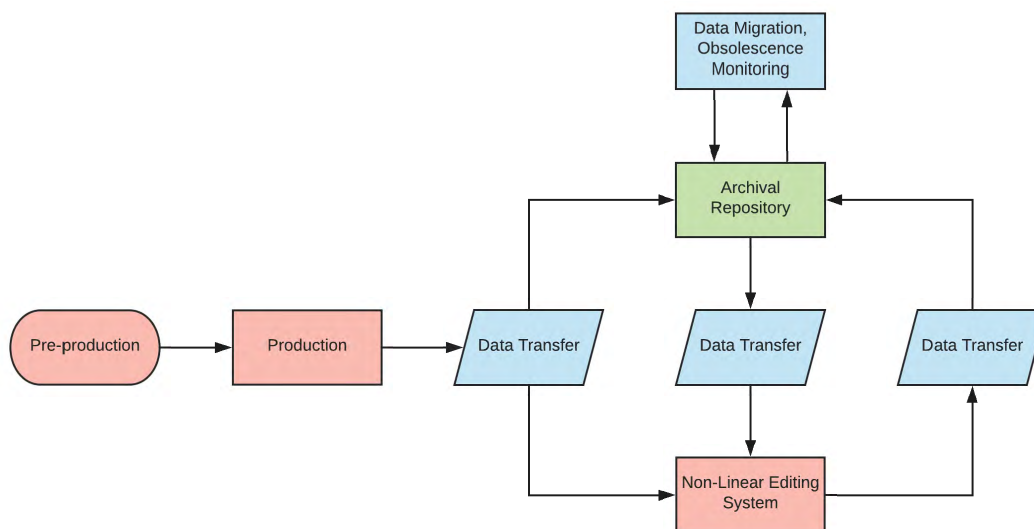 Data Migration,
Obsolescence
Monitoring
Archival
Repository
Pre-production
Production
Data Transfer
Data Transfer
Data Transfer
Non-Linear Editing
System